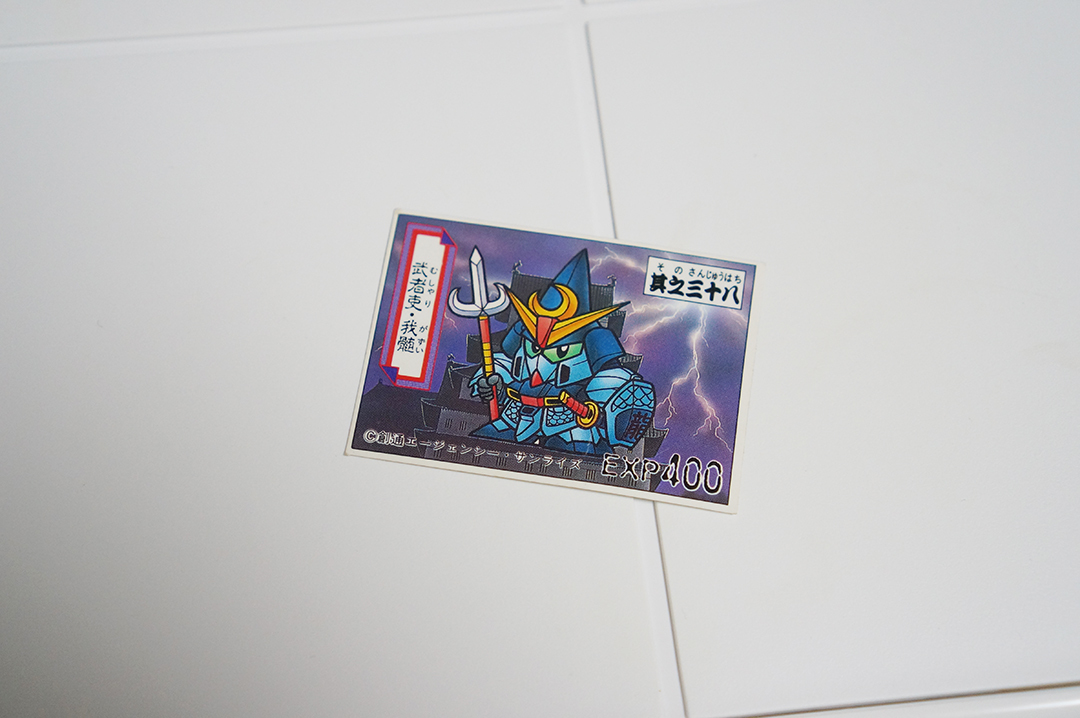 武者吏・我髄
むしゃり がずい
そのさんじゅうはち
其之三十八
©創通エージェンシー・サンライズ
EXP400
龍